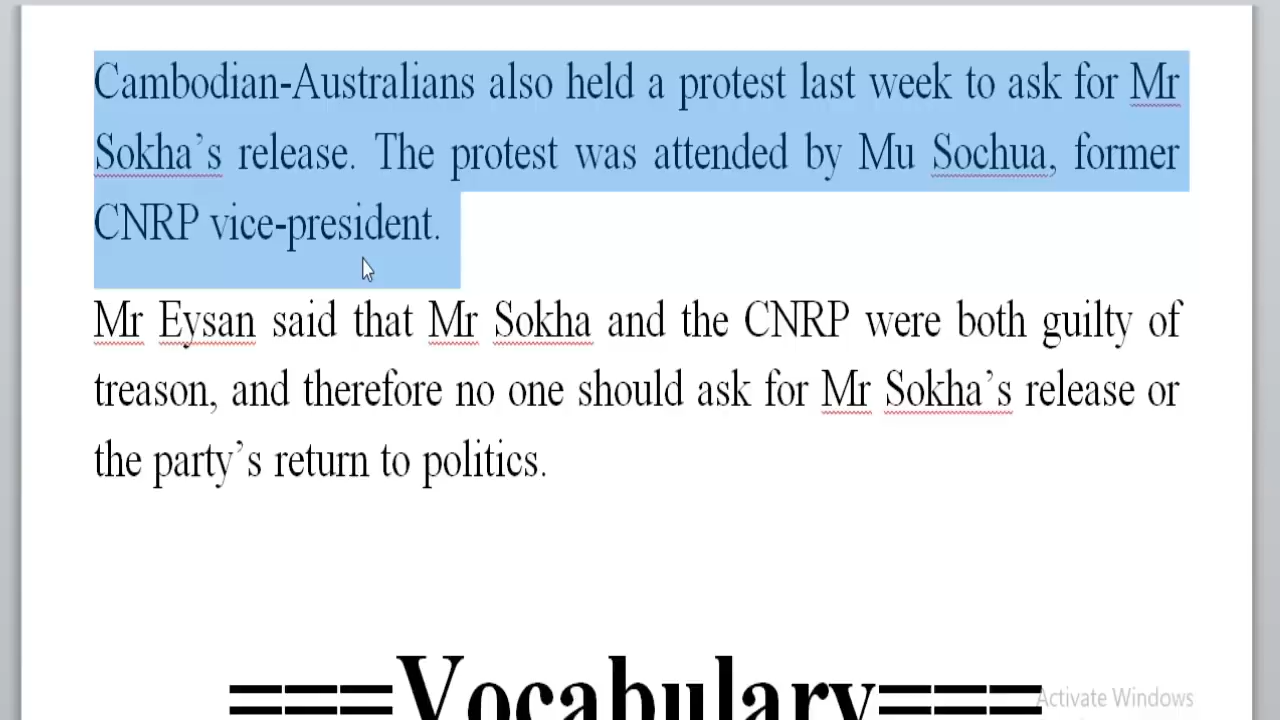 Cambodian-Australians also held a protest last week to ask for Mr
Sokha’s release. The protest was attended by Mu Sochua, former
CNRP vice-president.
Mr Eysan said that Mr Sokha and the CNRP were both guilty of
treason, and therefore no one should ask for Mr Sokha’s release or
the party’s return to politics.
===Vocabulary===
Activate Windows